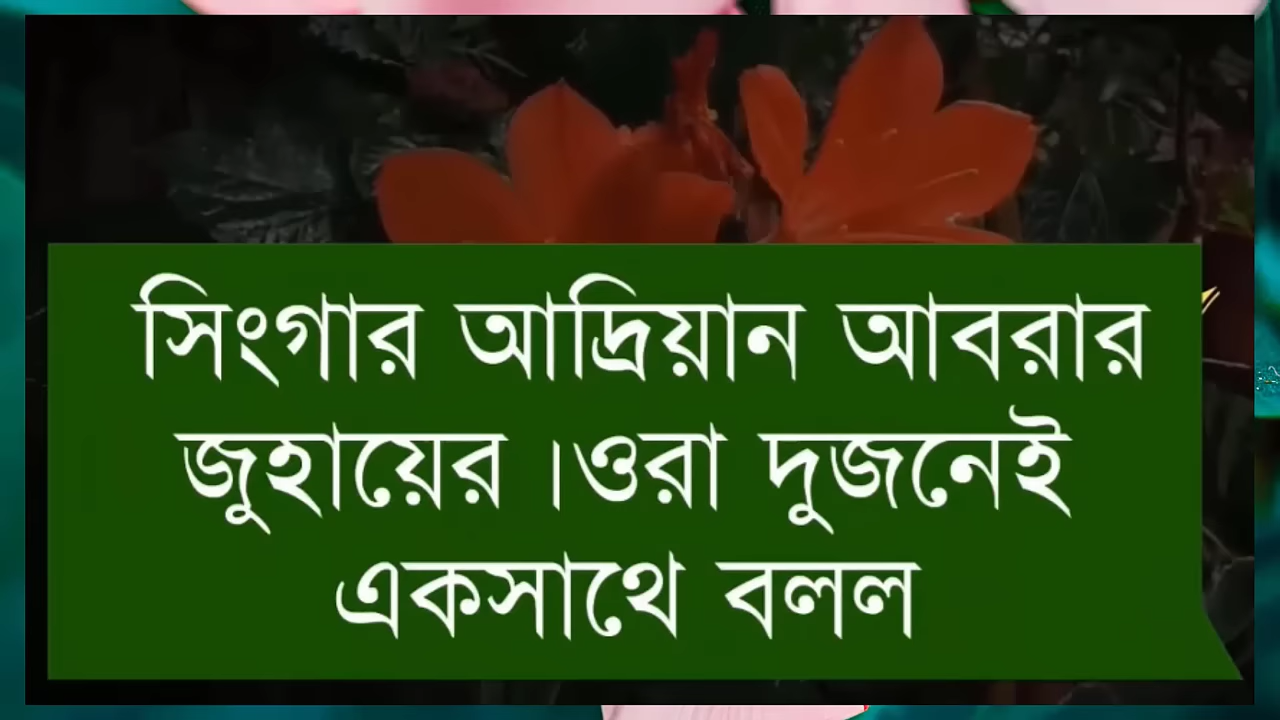 সিংগার আদ্রিয়ান আবরার
জুহায়ের।ওরা দুজনেই
একসাথে বলল